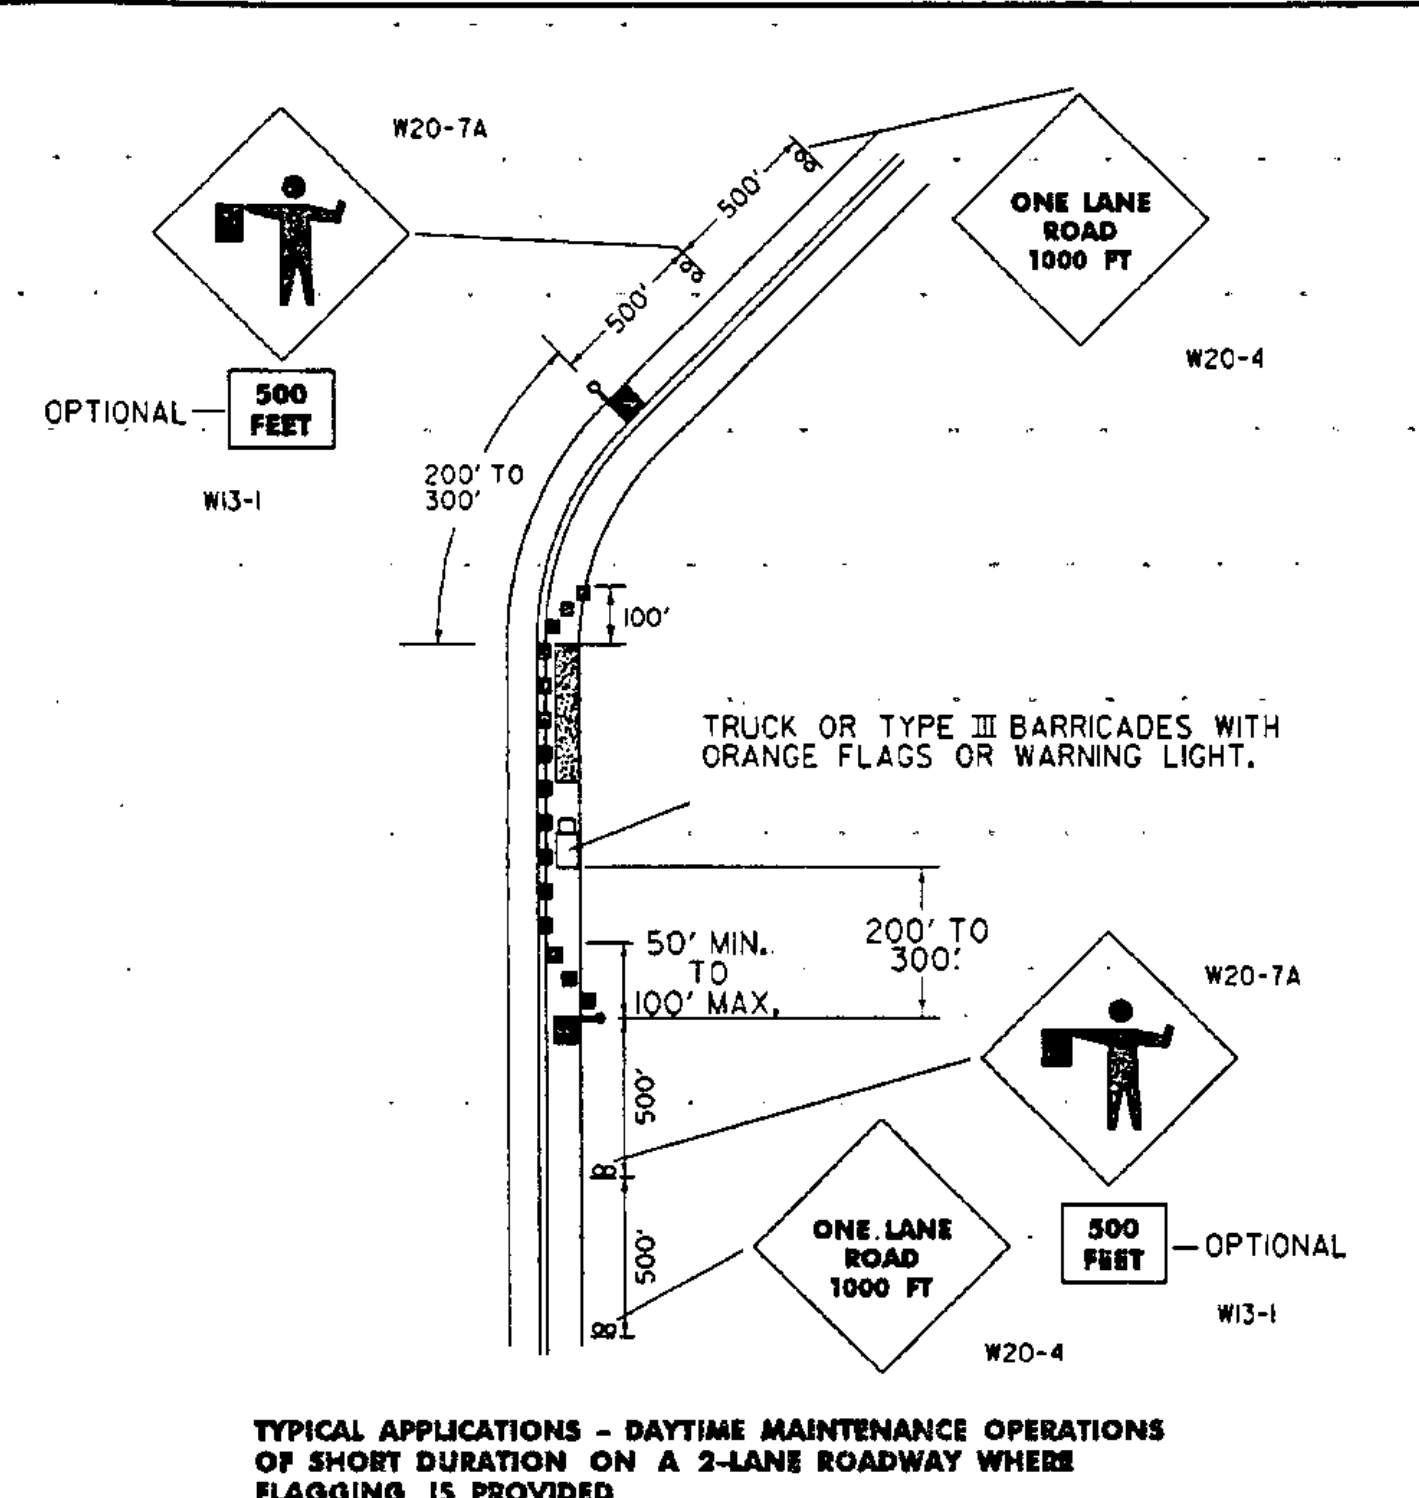 W20-7A
500'
ONE LANE
ROAD
1000 FT
W20-4
500'
OPTIONAL
500
FEET
W13-1
200' TO
300'
100'
TRUCK OR TYPE III BARRICADES WITH
ORANGE FLAGS OR WARNING LIGHT.
50' MIN.
TO
100' MAX.
200' TO
300'
W20-7A
500'
500'
ONE LANE
ROAD
1000 FT
W20-4
500
FEET
OPTIONAL
W13-1
TYPICAL APPLICATIONS - DAYTIME MAINTENANCE OPERATIONS
OF SHORT DURATION ON A 2-LANE ROADWAY WHERE
FLAGGING IS PROVIDED